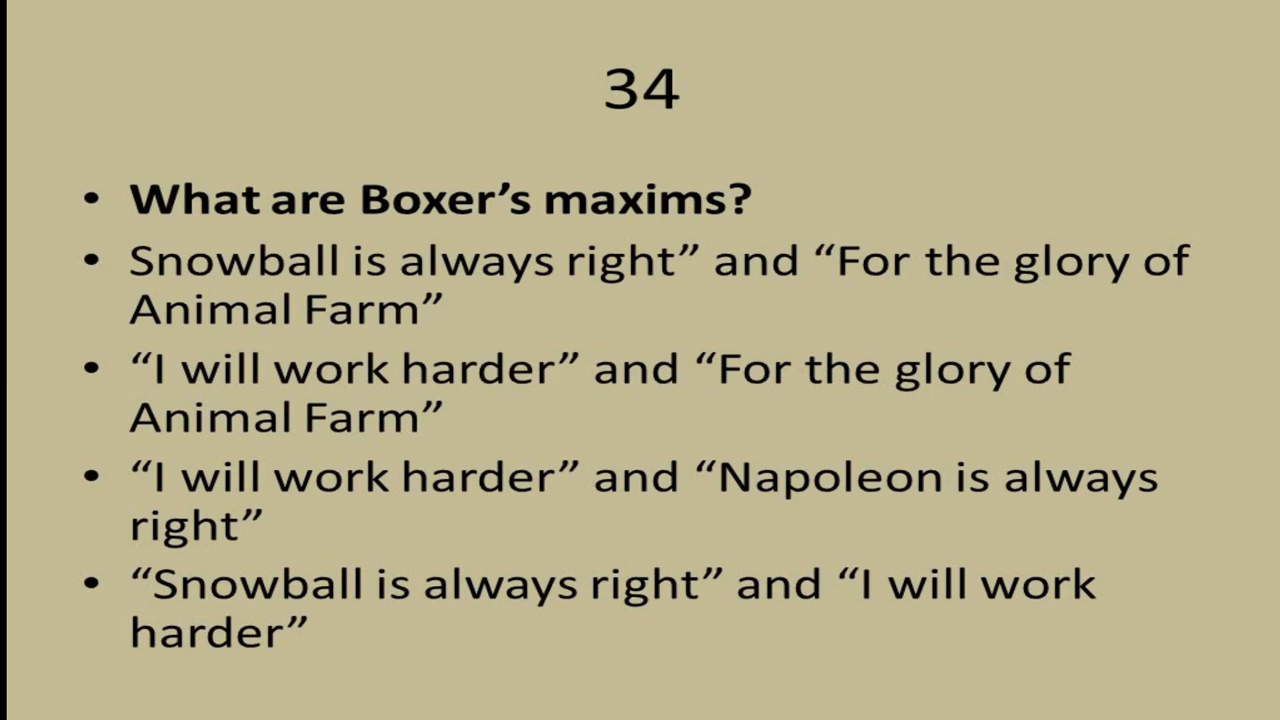 34
• What are Boxer’s maxims?
• Snowball is always right” and “For the glory of
Animal Farm”
• “I will work harder” and “For the glory of
Animal Farm”
• “I will work harder” and “Napoleon is always
right”
• “Snowball is always right” and “I will work
harder”